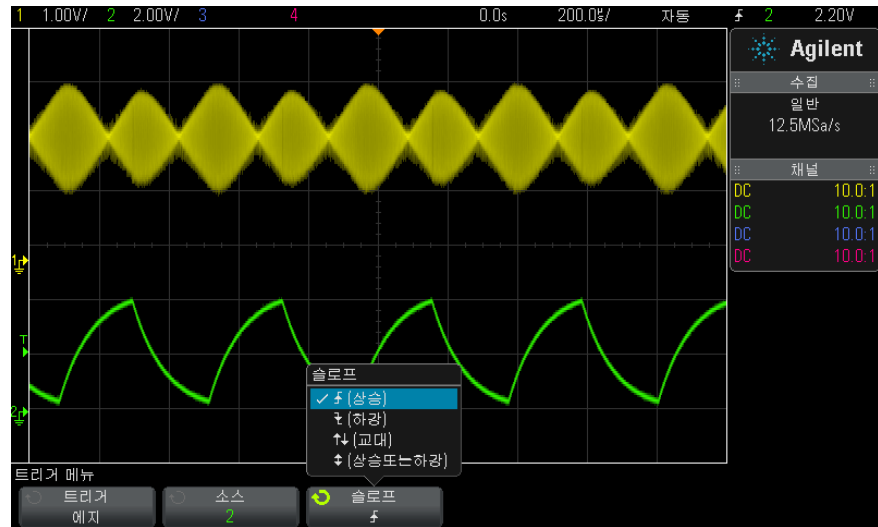 1 1.00V/ 2 2.00V/ 3 4 0.0s 200.0㎲/ 자동 2 2.20V
Agilent
수집
일반
12.5MSa/s
채널
DC 10.0:1
DC 10.0:1
DC 10.0:1
DC 10.0:1
1
T
2
슬로프
(상승)
(하강)
(교대)
(상승또는하강)
트리거 메뉴
트리거 소스 슬로프
에지 2